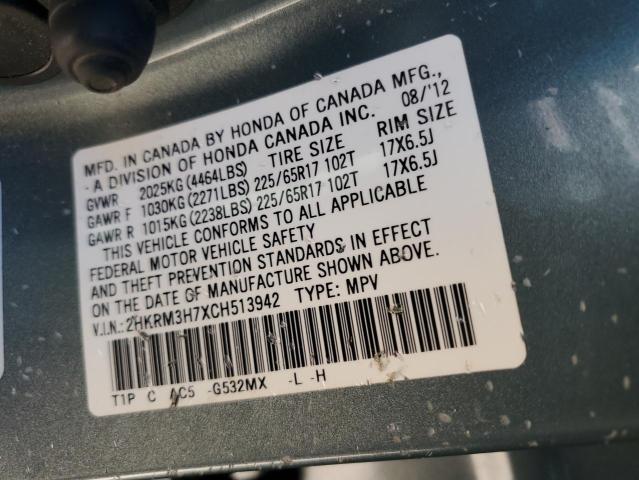 MFD. IN CANADA BY HONDA OF CANADA MFG.,
- A DIVISION OF HONDA CANADA INC. 08/'12
GVWR 2025KG (4464LBS) TIRE SIZE RIM SIZE
GAWR F 1030KG (2271LBS) 225/65R17 102T 17X6.5J
GAWR R 1015KG (2238LBS) 225/65R17 102T 17X6.5J
THIS VEHICLE CONFORMS TO ALL APPLICABLE
FEDERAL MOTOR VEHICLE SAFETY
AND THEFT PREVENTION STANDARDS IN EFFECT
ON THE DATE OF MANUFACTURE SHOWN ABOVE.
V.I.N.: 2HKRM3H7XCH513942 TYPE: MPV
T1P C AC5 -G532MX -L -H